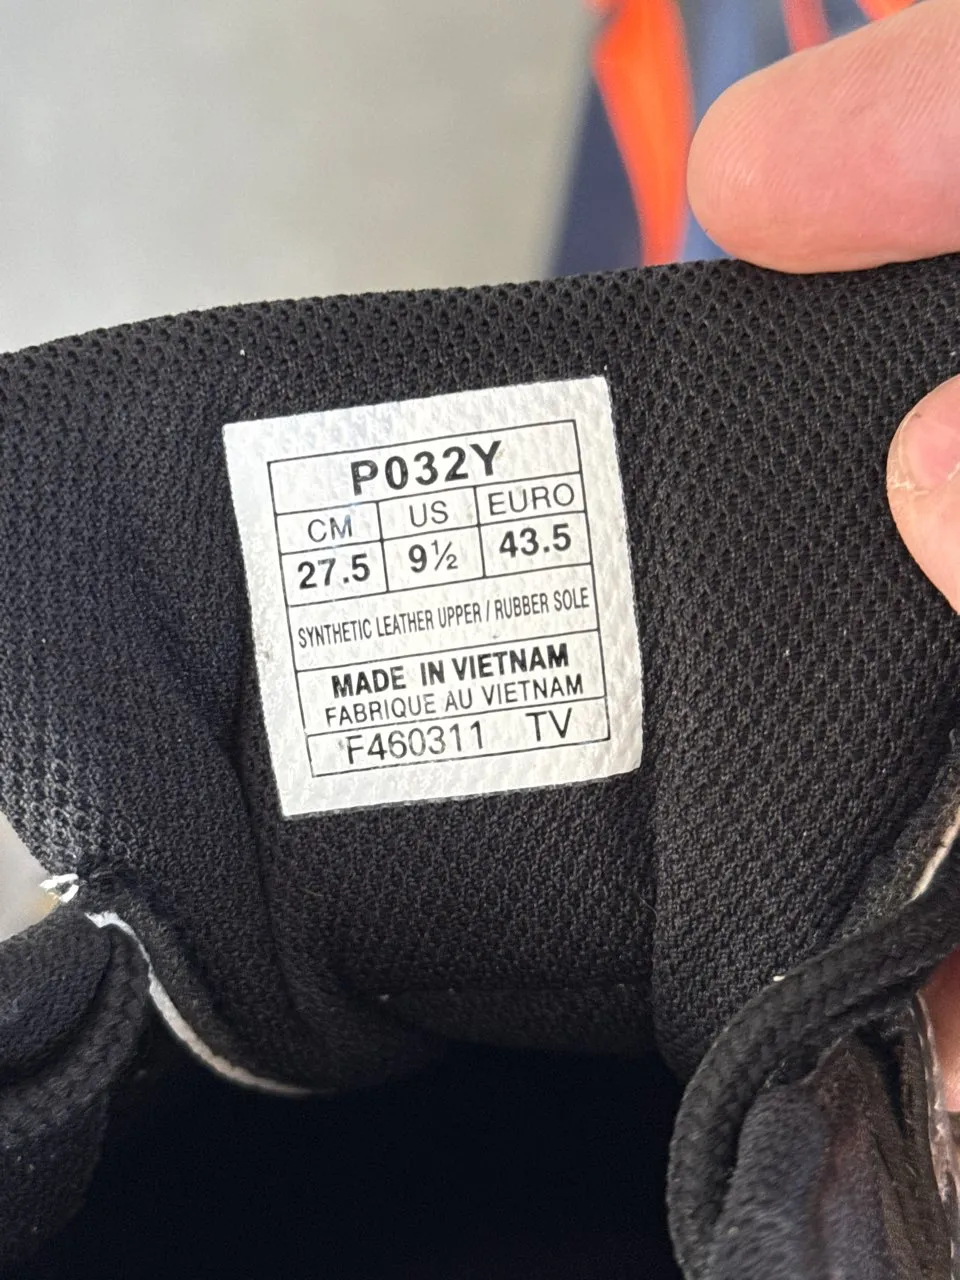 P032Y
CM US EURO
27.5 9½ 43.5
SYNTHETIC LEATHER UPPER / RUBBER SOLE
MADE IN VIETNAM
FABRIQUE AU VIETNAM
F460311 TV